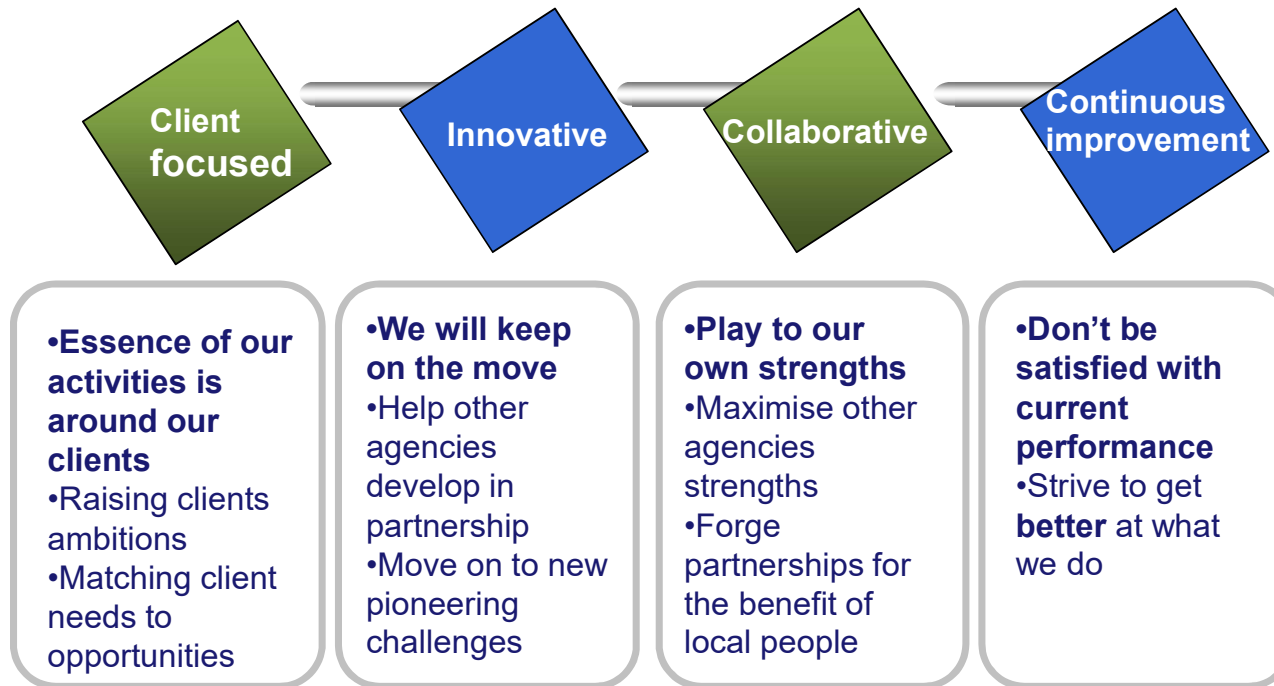 Client
focused
Innovative
Collaborative
Continuous
improvement
•Essence of our
activities is
around our
clients
•Raising clients
ambitions
•Matching client
needs to
opportunities
•We will keep
on the move
•Help other
agencies
develop in
partnership
•Move on to new
pioneering
challenges
•Play to our
own strengths
•Maximise other
agencies
strengths
•Forge
partnerships for
the benefit of
local people
•Don’t be
satisfied with
current
performance
•Strive to get
better at what
we do